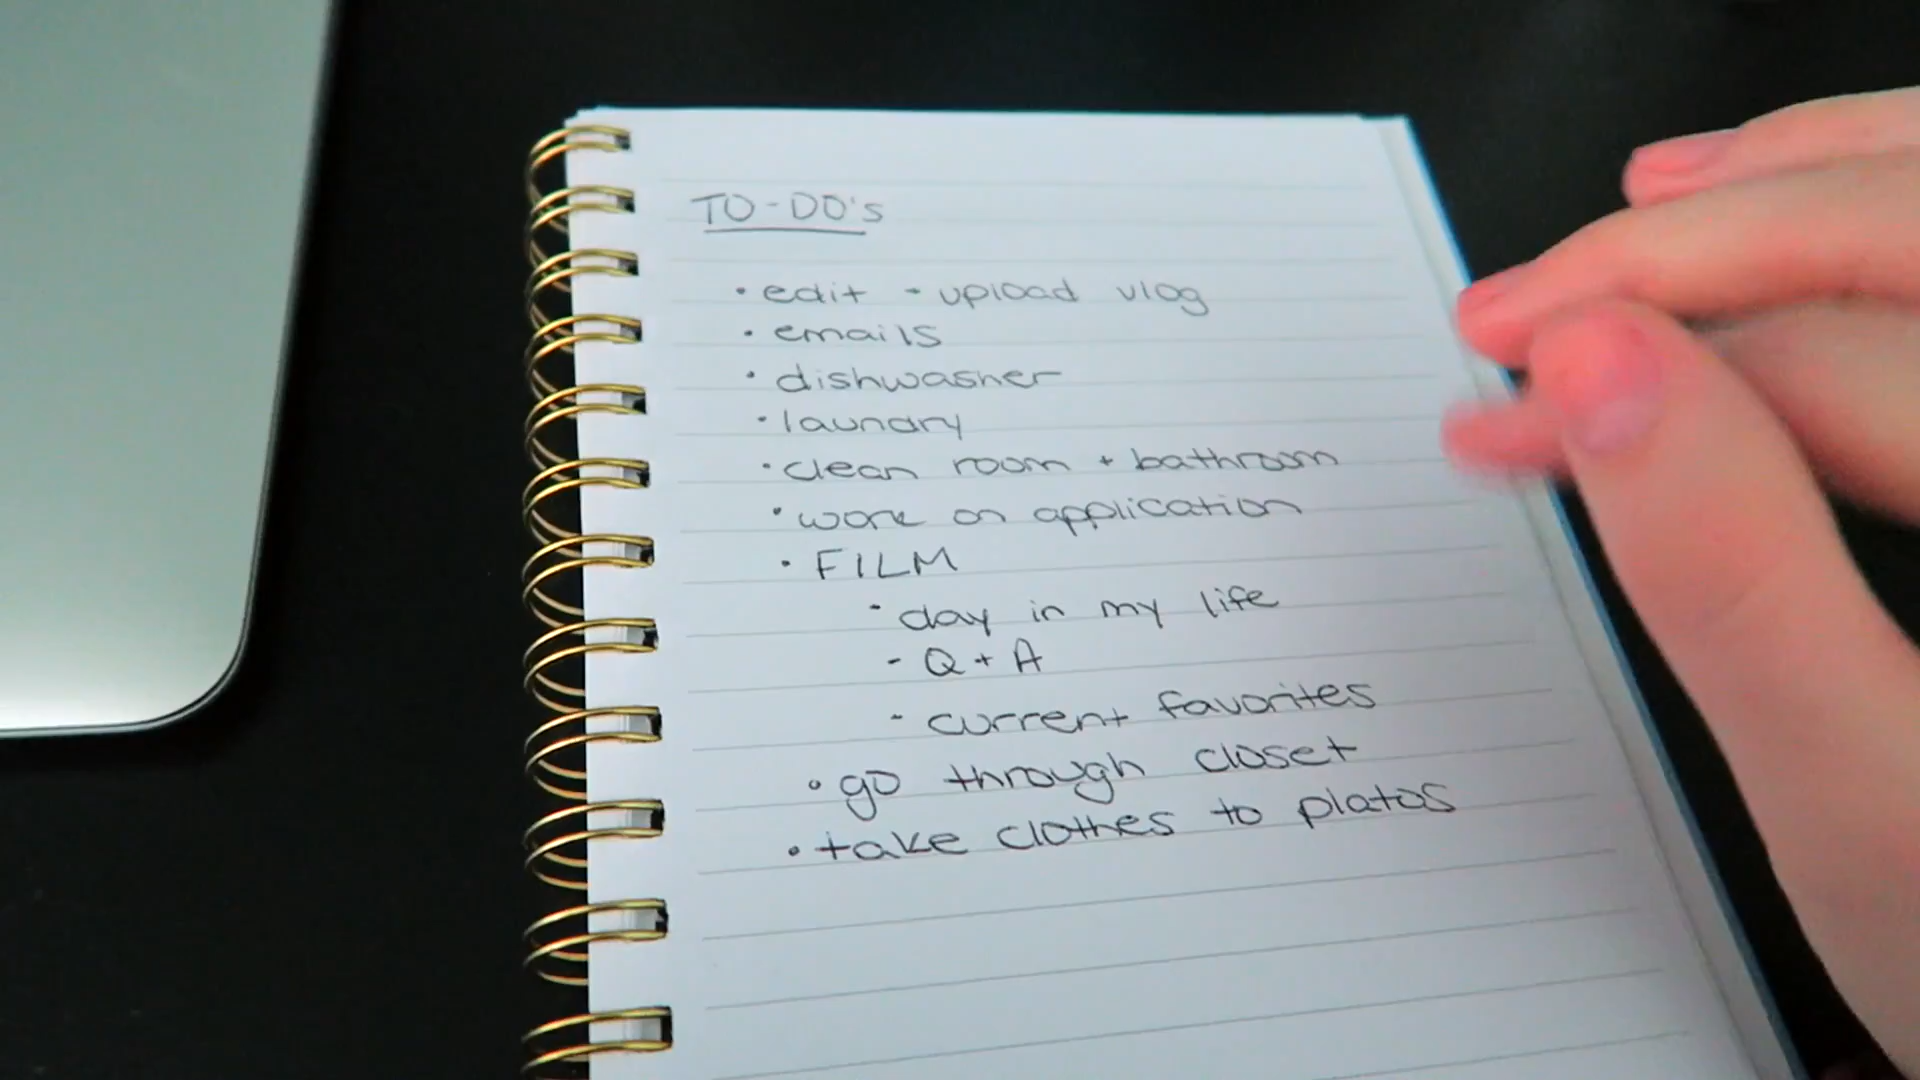 TO-DO's
• edit + upload vlog
• emails
• dishwasher
• laundry
• clean room + bathroom
• work on application
• FILM
- day in my life
- Q + A
- current favorites
• go through closet
• take clothes to platos